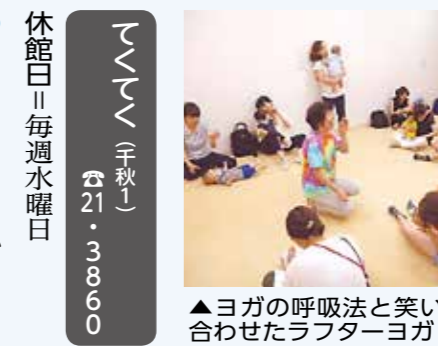 てくてく（千秋1）
☎21・3860
休館日＝毎週水曜日
▲ヨガの呼吸法と笑い
合わせたラフターヨガ